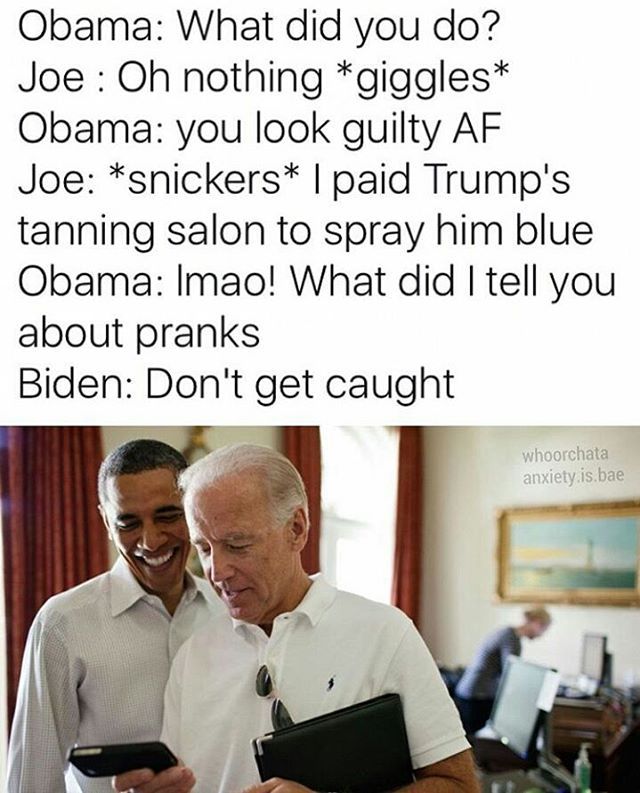 Obama: What did you do?
Joe : Oh nothing *giggles*
Obama: you look guilty AF
Joe: *snickers* I paid Trump's
tanning salon to spray him blue
Obama: lmao! What did I tell you
about pranks
Biden: Don't get caught
whoorchata
anxiety.is.bae